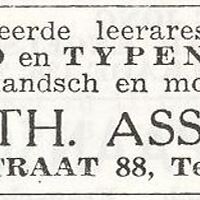 eerde leerares
en TYPEN
andsch en mo
TH. ASS
TRAAT 88, Te